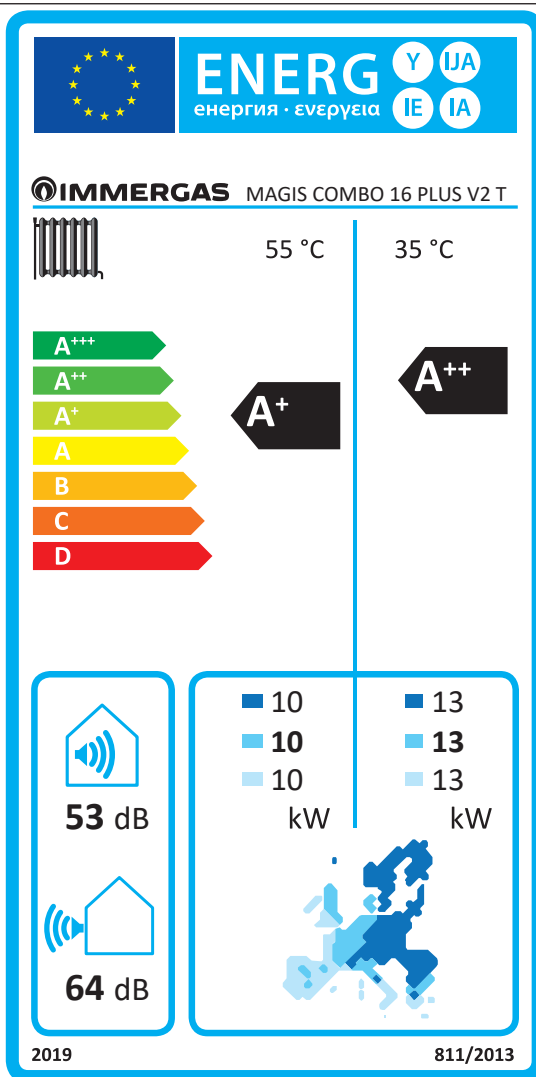 ENERG Y IJA
енергия · ενεργεια IE IA
IMMERGAS MAGIS COMBO 16 PLUS V2 T
55 °C 35 °C
A+++
A++
A+
A
B
C
D
A+
A++
53 dB
64 dB
10 13
10 13
10 13
kW kW
2019 811/2013